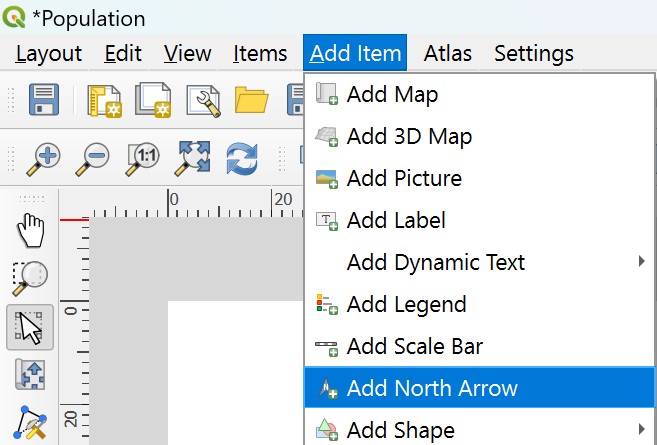 *Population
Layout Edit View Items Add Item Atlas Settings
Add Map
Add 3D Map
1:1
Add Picture
0 20
Add Label
Add Dynamic Text
Add Legend
0
Add Scale Bar
Add North Arrow
20
Add Shape